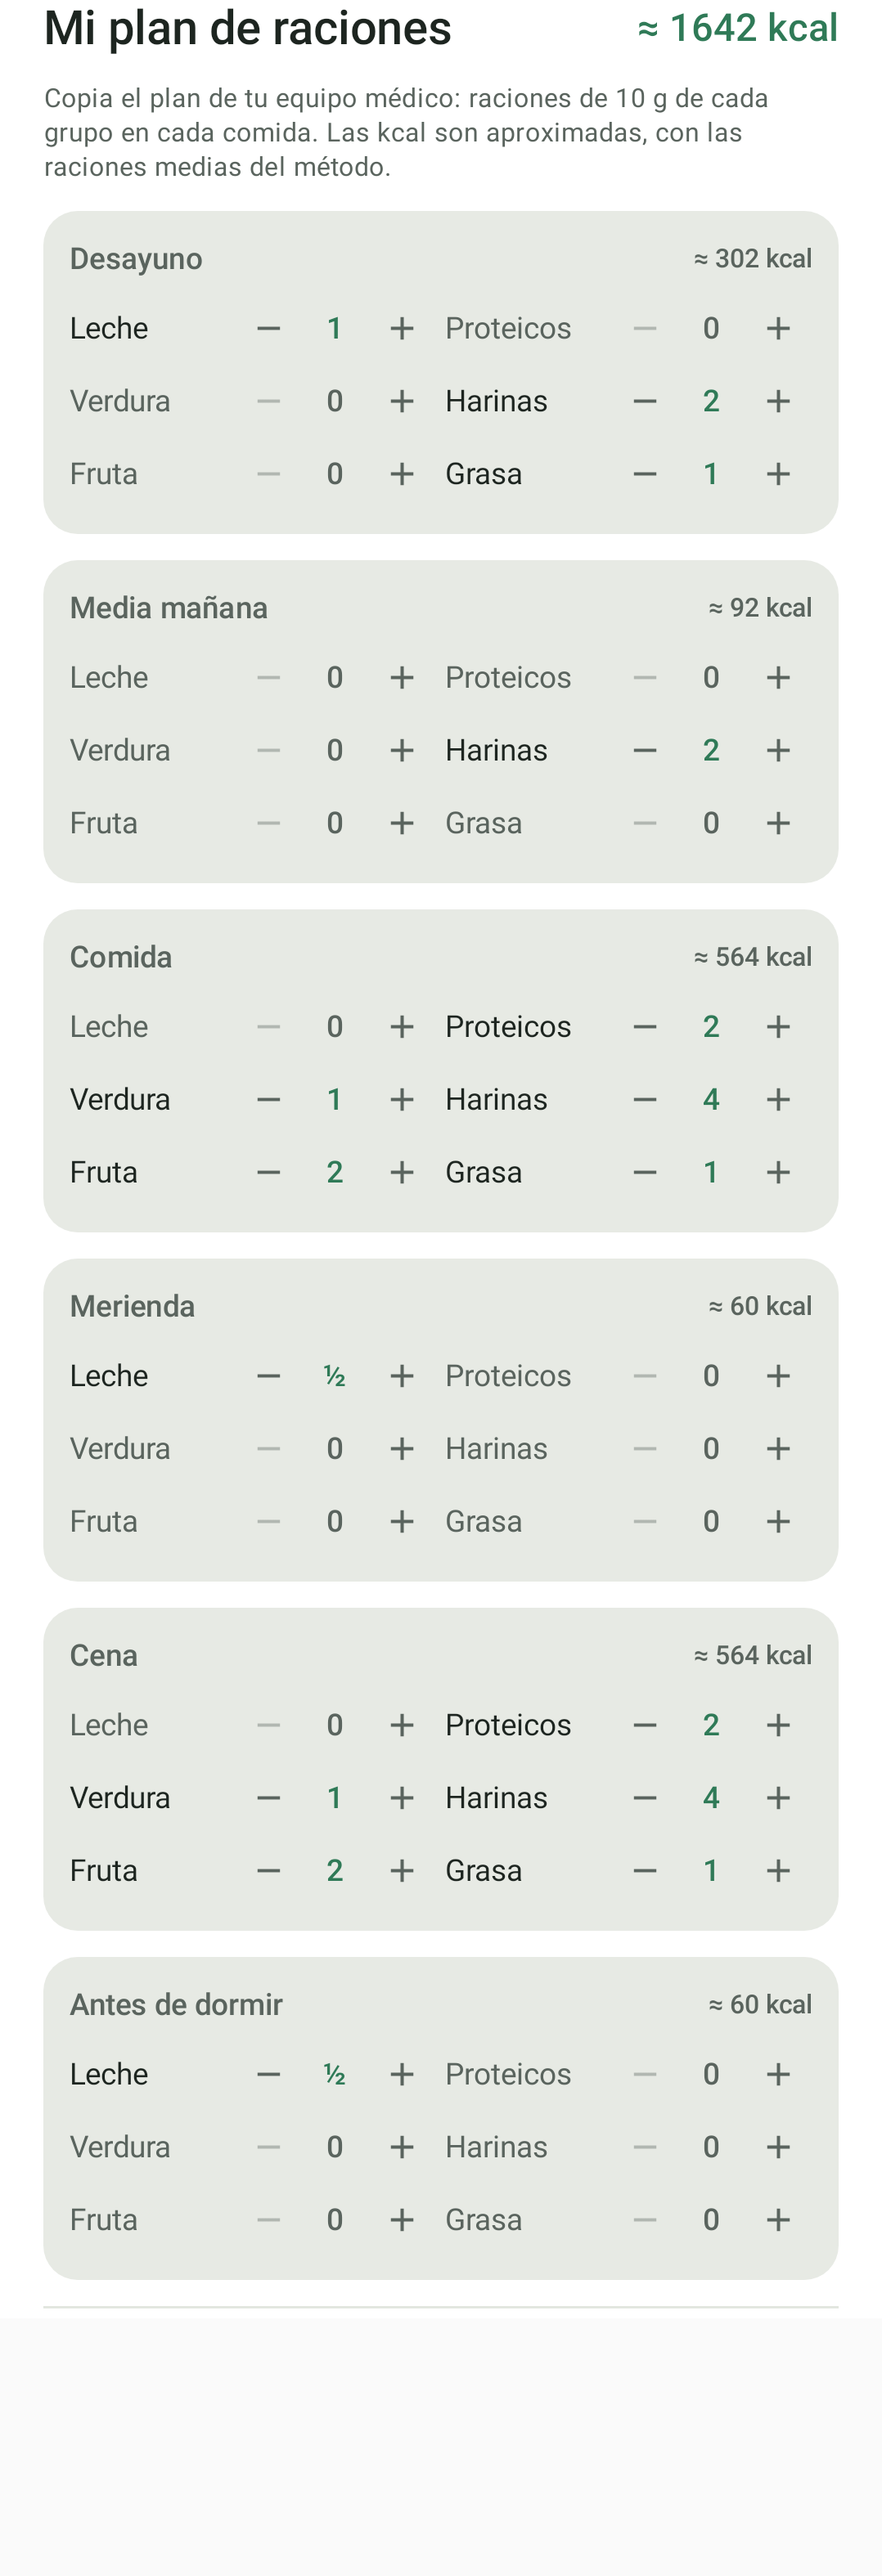 Mi plan de raciones ≈ 1642 kcal
Copia el plan de tu equipo médico: raciones de 10 g de cada
grupo en cada comida. Las kcal son aproximadas, con las
raciones medias del método.
Desayuno ≈ 302 kcal
Leche − 1 + Proteicos − 0 +
Verdura − 0 + Harinas − 2 +
Fruta − 0 + Grasa − 1 +
Media mañana ≈ 92 kcal
Leche − 0 + Proteicos − 0 +
Verdura − 0 + Harinas − 2 +
Fruta − 0 + Grasa − 0 +
Comida ≈ 564 kcal
Leche − 0 + Proteicos − 2 +
Verdura − 1 + Harinas − 4 +
Fruta − 2 + Grasa − 1 +
Merienda ≈ 60 kcal
Leche − ½ + Proteicos − 0 +
Verdura − 0 + Harinas − 0 +
Fruta − 0 + Grasa − 0 +
Cena ≈ 564 kcal
Leche − 0 + Proteicos − 2 +
Verdura − 1 + Harinas − 4 +
Fruta − 2 + Grasa − 1 +
Antes de dormir ≈ 60 kcal
Leche − ½ + Proteicos − 0 +
Verdura − 0 + Harinas − 0 +
Fruta − 0 + Grasa − 0 +